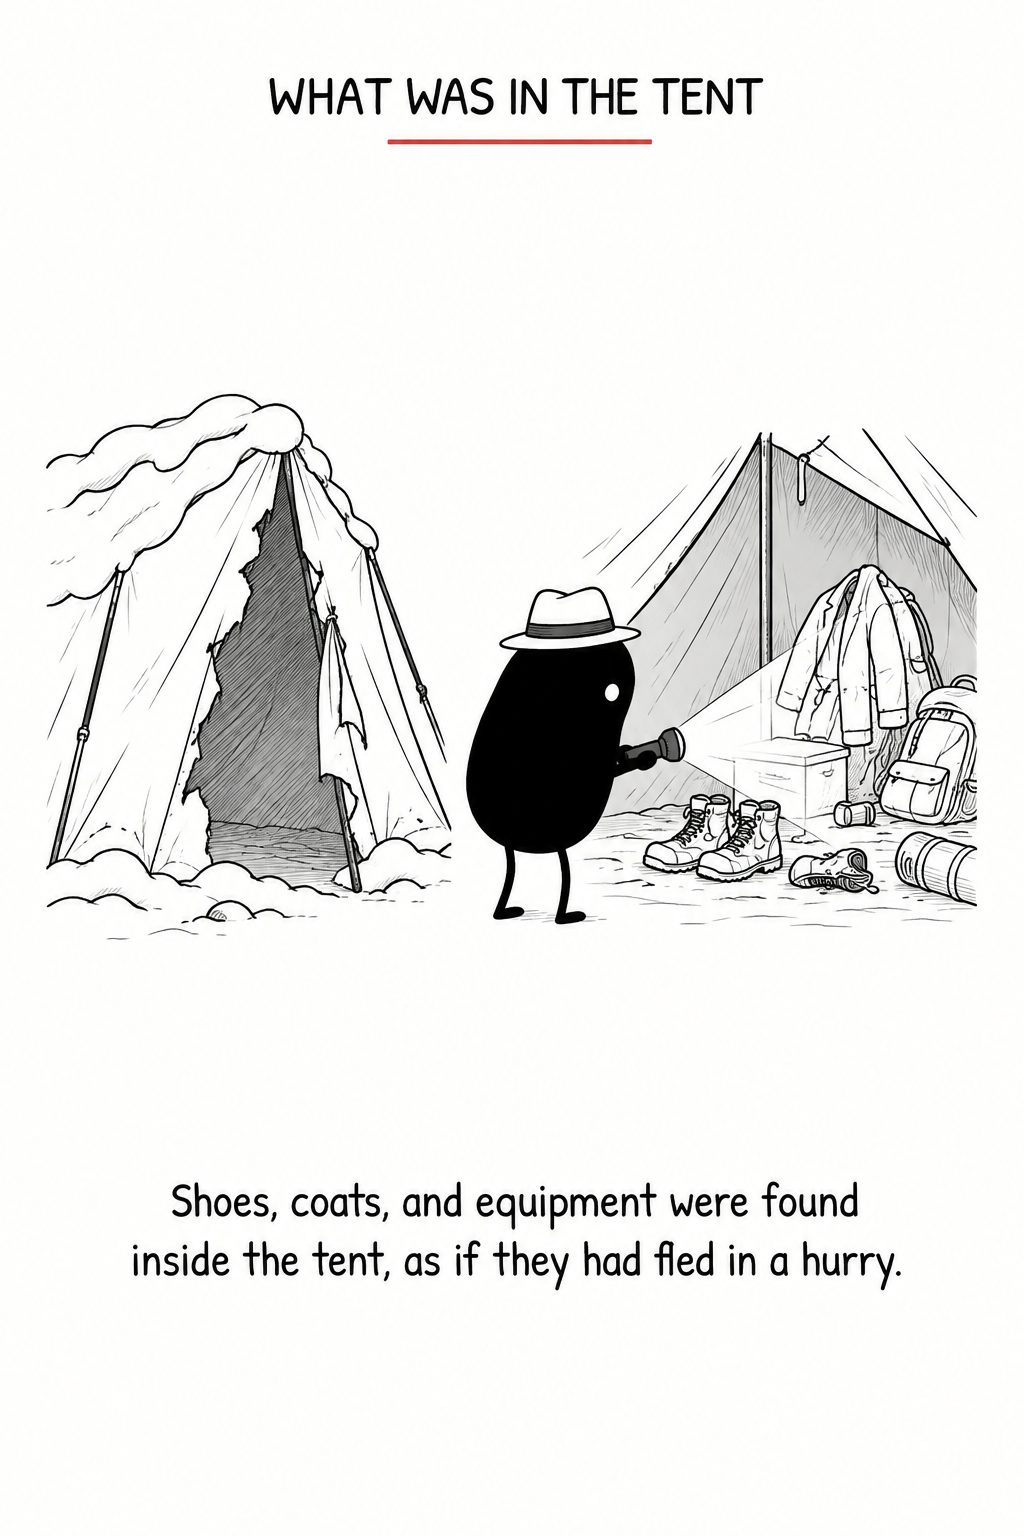 WHAT WAS IN THE TENT
Shoes, coats, and equipment were found
inside the tent, as if they had fled in a hurry.